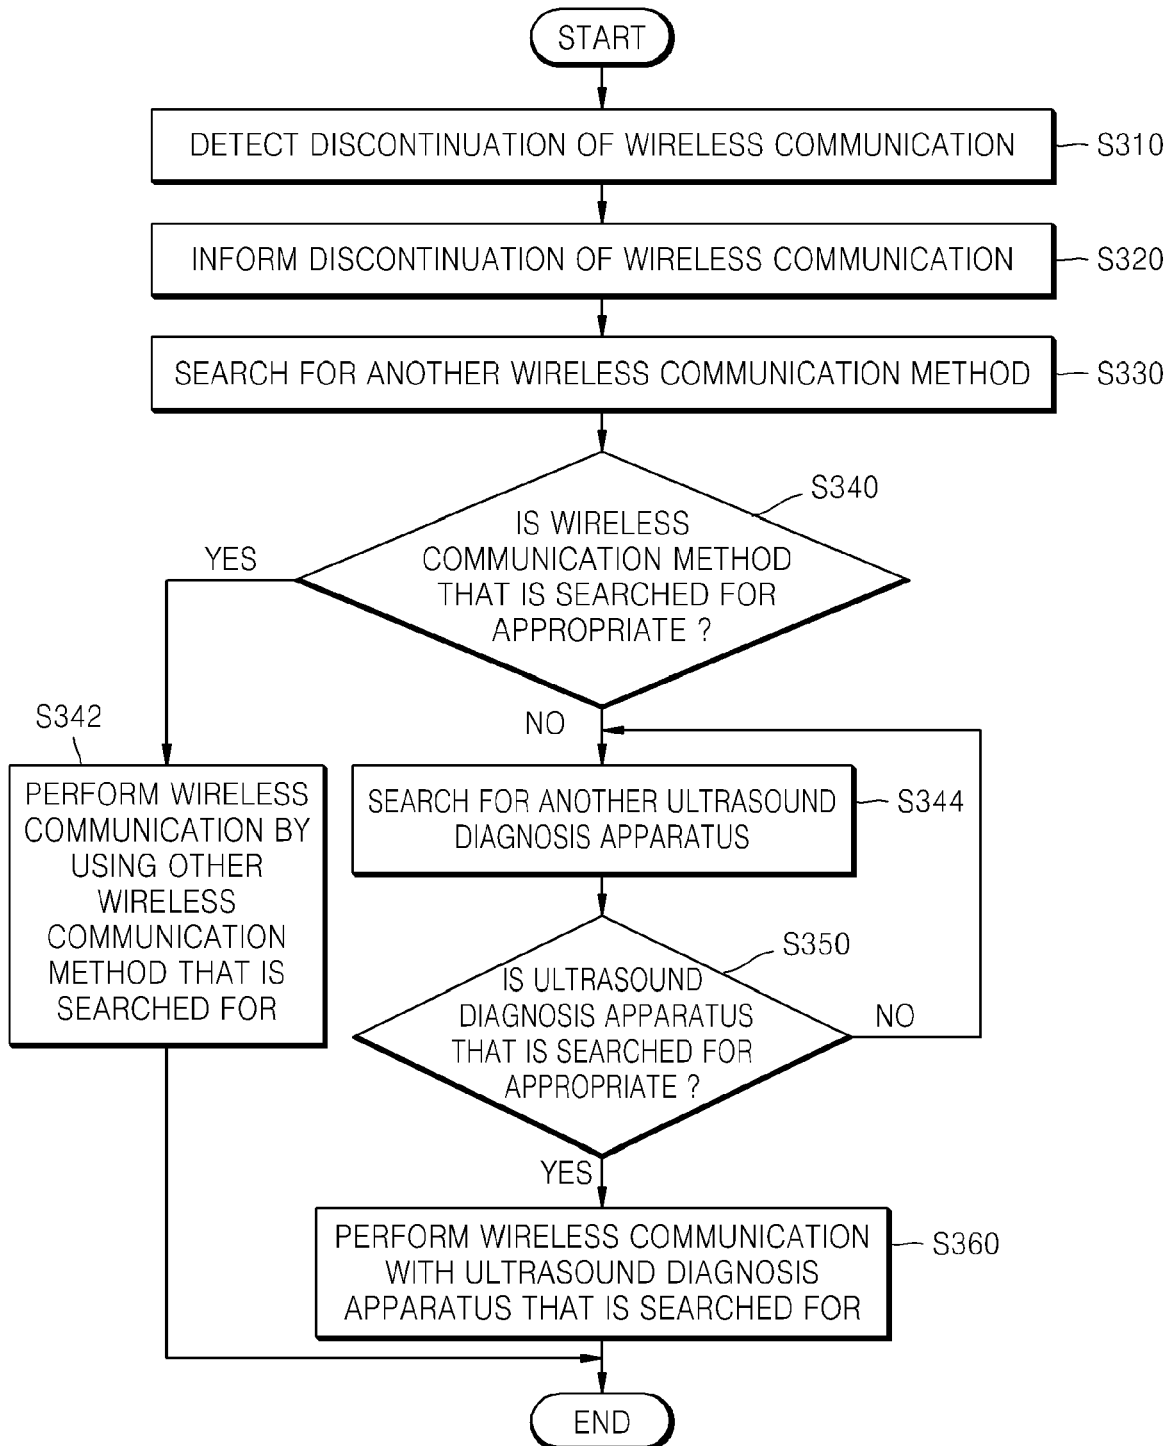 START
DETECT DISCONTINUATION OF WIRELESS COMMUNICATION
S310
INFORM DISCONTINUATION OF WIRELESS COMMUNICATION
S320
SEARCH FOR ANOTHER WIRELESS COMMUNICATION METHOD
S330
S340
IS WIRELESS
COMMUNICATION METHOD
THAT IS SEARCHED FOR
APPROPRIATE ?
YES
NO
S342
PERFORM WIRELESS
COMMUNICATION BY
USING OTHER
WIRELESS
COMMUNICATION
METHOD THAT IS
SEARCHED FOR
SEARCH FOR ANOTHER ULTRASOUND
DIAGNOSIS APPARATUS
S344
S350
IS ULTRASOUND
DIAGNOSIS APPARATUS
THAT IS SEARCHED FOR
APPROPRIATE ?
NO
YES
PERFORM WIRELESS COMMUNICATION
WITH ULTRASOUND DIAGNOSIS
APPARATUS THAT IS SEARCHED FOR
S360
END